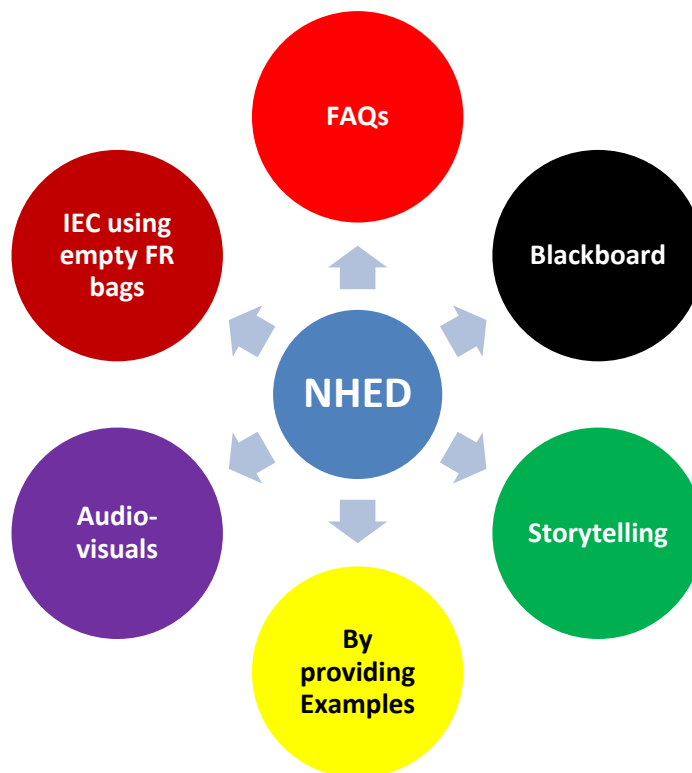 FAQs
IEC using
empty FR
bags
Blackboard
NHED
Audio-
visuals
Storytelling
By
providing
Examples